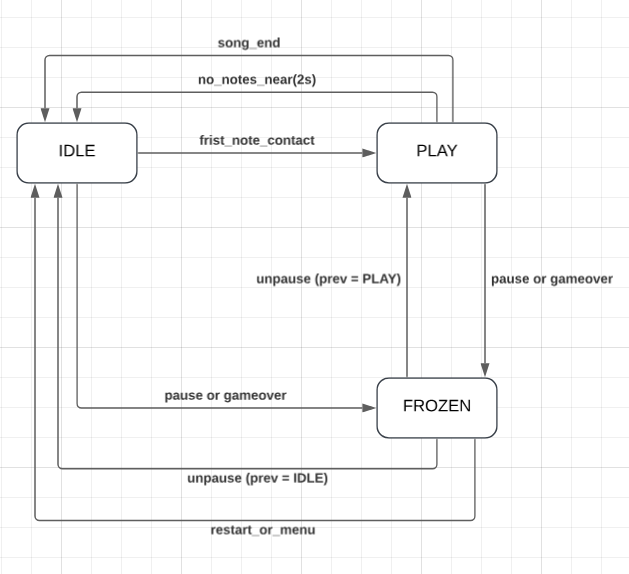 song_end
no_notes_near(2s)
IDLE
frist_note_contact
PLAY
unpause (prev = PLAY)
pause or gameover
pause or gameover
FROZEN
unpause (prev = IDLE)
restart_or_menu